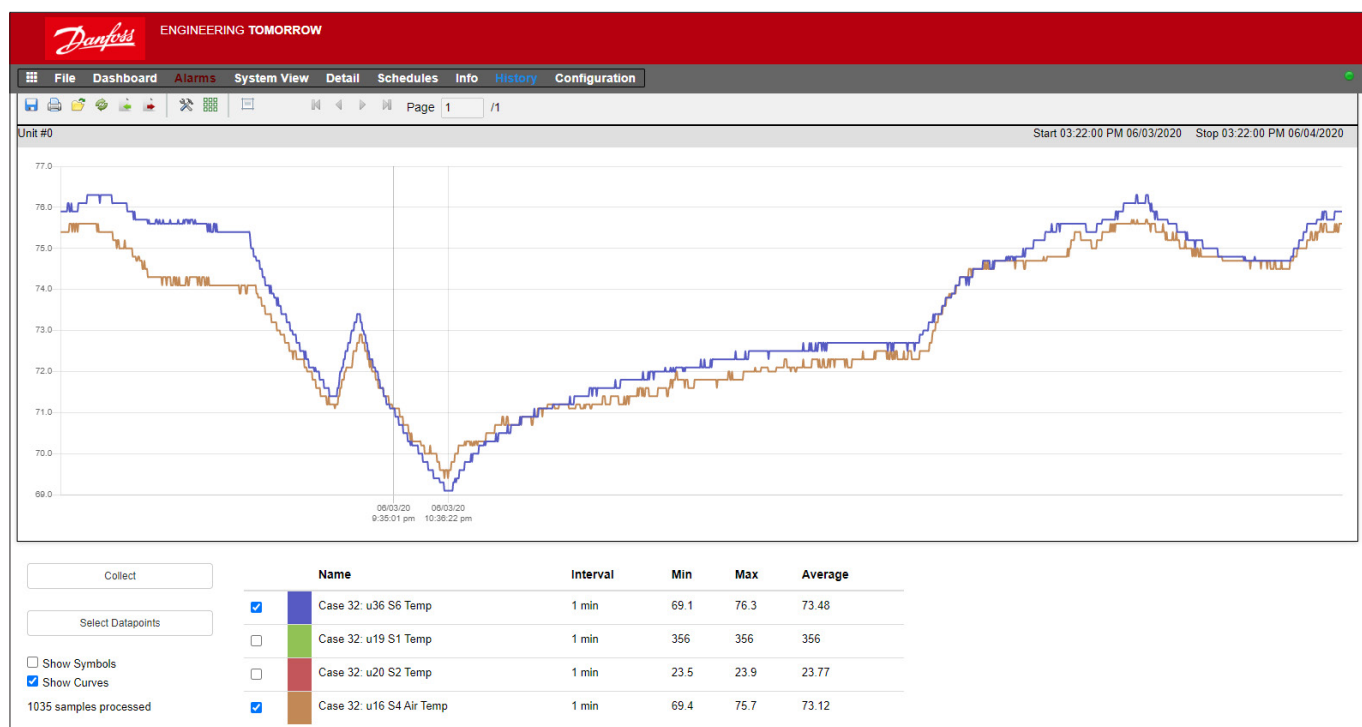 Danfoss
ENGINEERING TOMORROW
File Dashboard Alarms System View Detail Schedules Info History Configuration
Page 1 /1
Unit #0 Start 03:22:00 PM 06/03/2020 Stop 03:22:00 PM 06/04/2020
77.0
76.0
75.0
74.0
73.0
72.0
71.0
70.0
69.0
06/03/20 06/03/20
9:35:01 pm 10:36:22 pm
Collect
Select Datapoints
Show Symbols
Show Curves
1035 samples processed
Name Interval Min Max Average
Case 32: u36 S6 Temp 1 min 69.1 76.3 73.48
Case 32: u19 S1 Temp 1 min 356 356 356
Case 32: u20 S2 Temp 1 min 23.5 23.9 23.77
Case 32: u16 S4 Air Temp 1 min 69.4 75.7 73.12